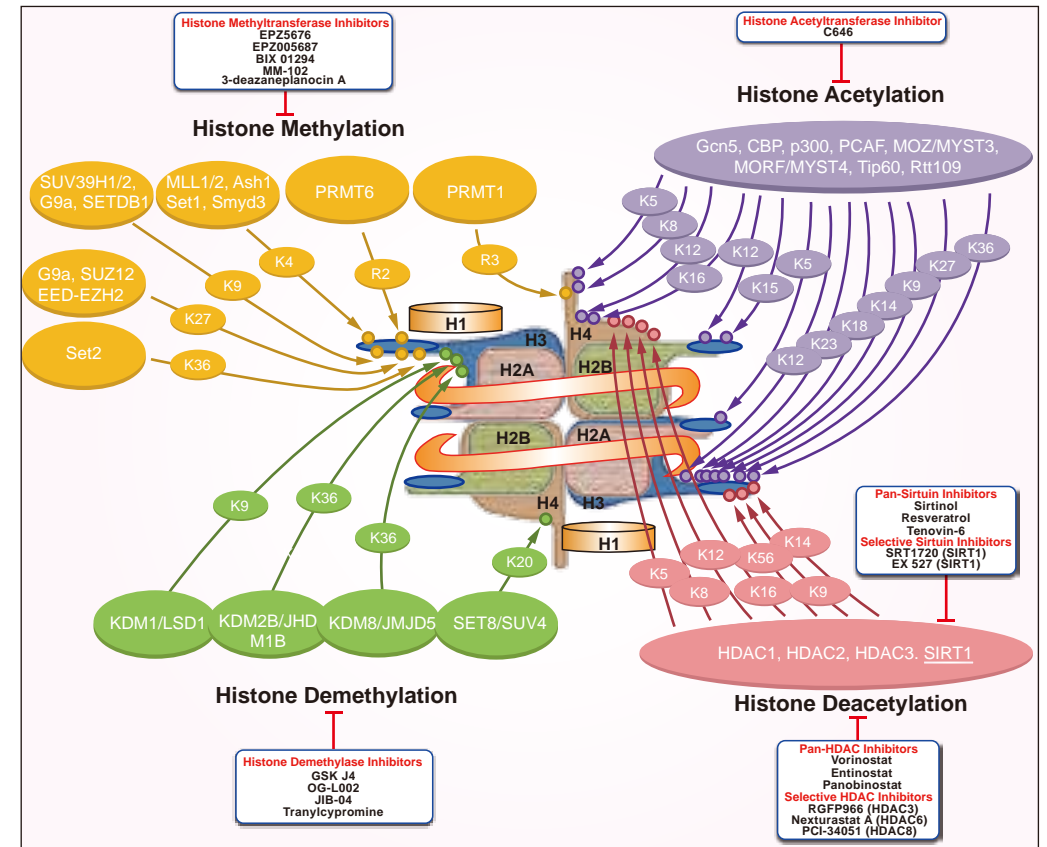 Histone Methyltransferase Inhibitors
EPZ5676
EPZ005687
BIX 01294
MM-102
3-deazaneplanocin A
Histone Methylation
Histone Acetyltransferase Inhibitor
C646
Histone Acetylation
Gcn5, CBP, p300, PCAF, MOZ/MYST3,
MORF/MYST4, Tip60, Rtt109
SUV39H1/2,
G9a, SETDB1
MLL1/2, Ash1
Set1, Smyd3
PRMT6
PRMT1
G9a, SUZ12
EED-EZH2
Set2
K4
K9
R2
R3
K27
K36
K5
K8
K12
K16
K12
K15
K5
K36
K27
K9
K14
K18
K23
K12
H1
H3
H4
H2A
H2B
H2B
H2A
H4
H3
H1
K9
K36
K36
K20
K5
K8
K12
K16
K56
K9
K14
KDM1/LSD1
KDM2B/JHD
M1B
KDM8/JMJD5
SET8/SUV4
Histone Demethylation
Histone Demethylase Inhibitors
GSK J4
OG-L002
JIB-04
Tranylcypromine
Pan-Sirtuin Inhibitors
Sirtinol
Resveratrol
Tenovin-6
Selective Sirtuin Inhibitors
SRT1720 (SIRT1)
EX 527 (SIRT1)
HDAC1, HDAC2, HDAC3. SIRT1
Histone Deacetylation
Pan-HDAC Inhibitors
Vorinostat
Entinostat
Panobinostat
Selective HDAC Inhibitors
RGFP966 (HDAC3)
Nexturastat A (HDAC6)
PCI-34051 (HDAC8)